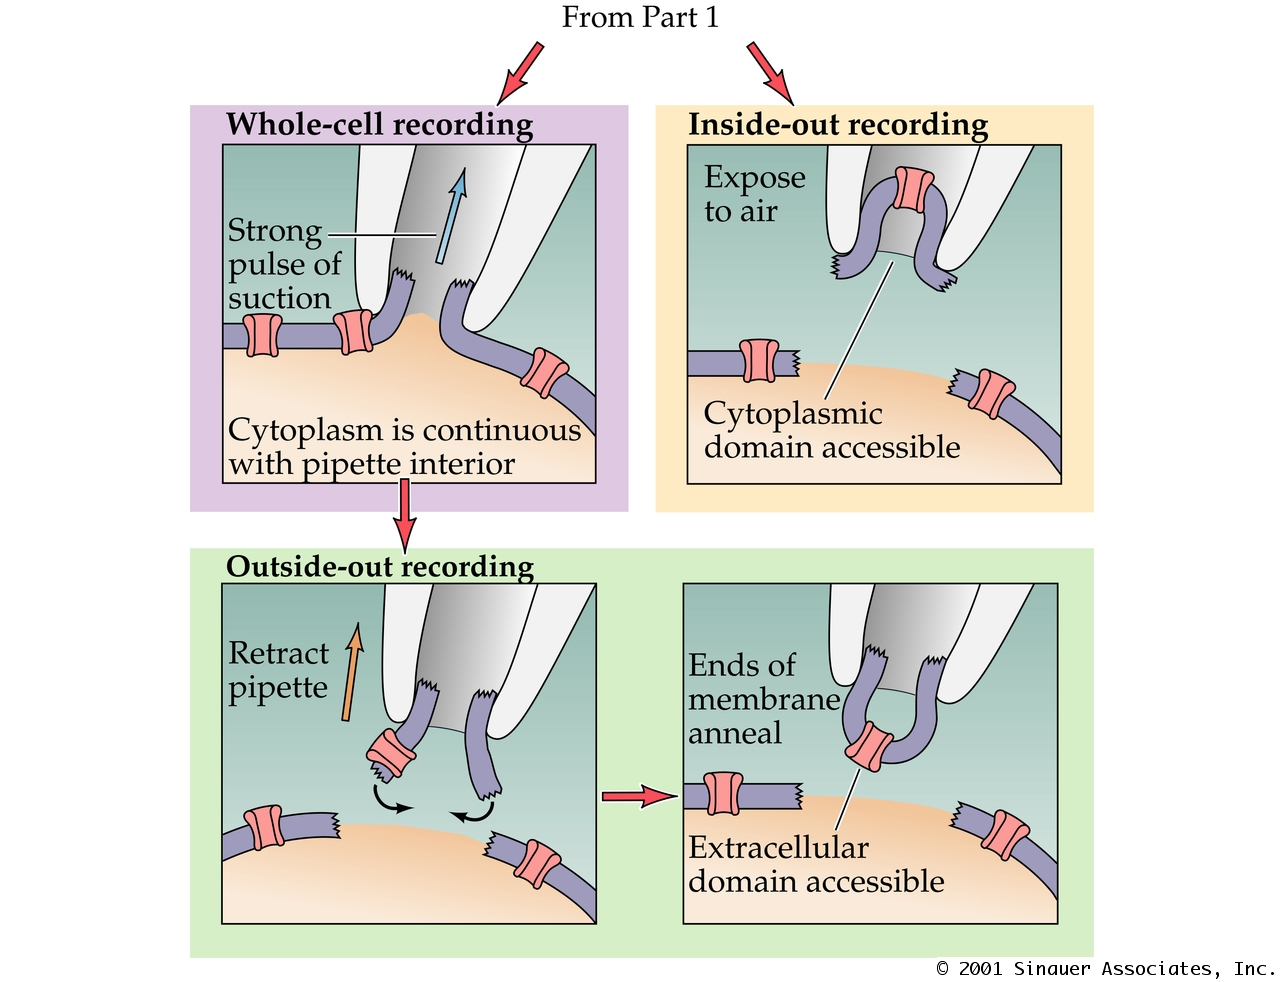 From Part 1
Whole-cell recording
Strong
pulse of
suction
Cytoplasm is continuous
with pipette interior
Inside-out recording
Expose
to air
Cytoplasmic
domain accessible
Outside-out recording
Retract
pipette
Ends of
membrane
anneal
Extracellular
domain accessible
© 2001 Sinauer Associates, Inc.